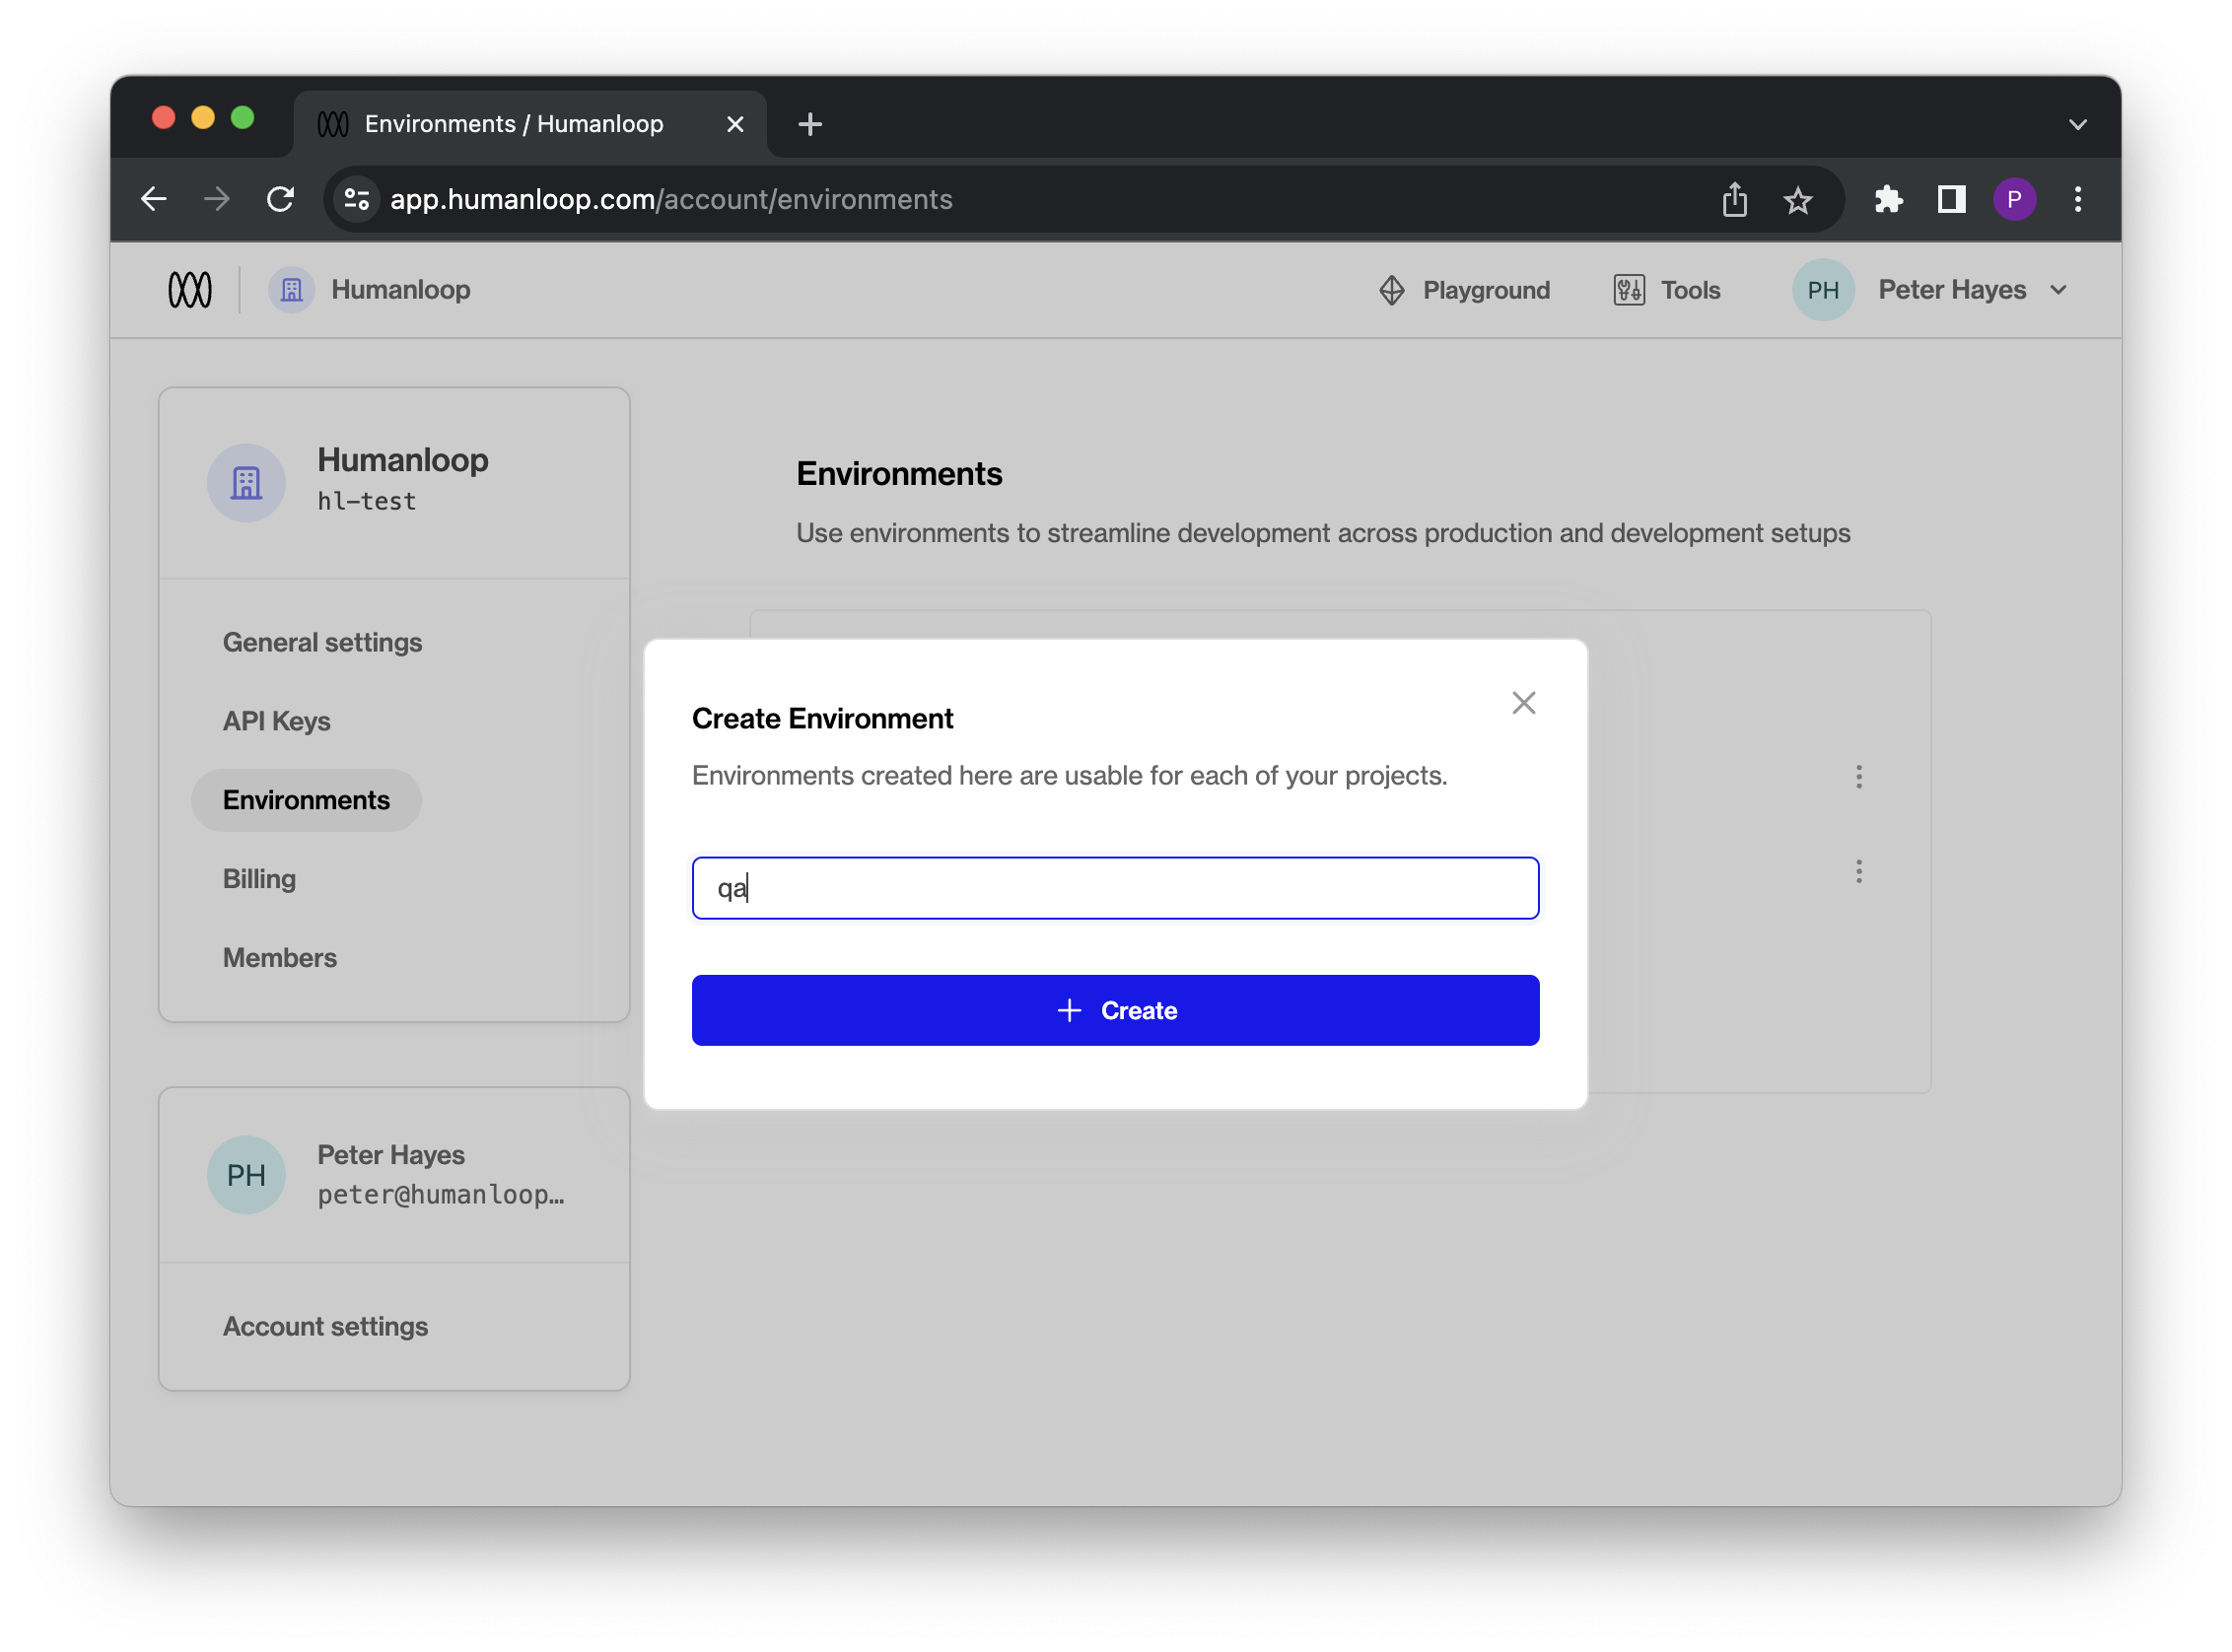 Environments / Humanloop
app.humanloop.com/account/environments
P
Humanloop
Playground
Tools
PH
Peter Hayes
Humanloop
hl-test
General settings
API Keys
Environments
Billing
Members
PH
Peter Hayes
peter@humanloop…
Account settings
Environments
Use environments to streamline development across production and development setups
Create Environment
Environments created here are usable for each of your projects.
qa
Create